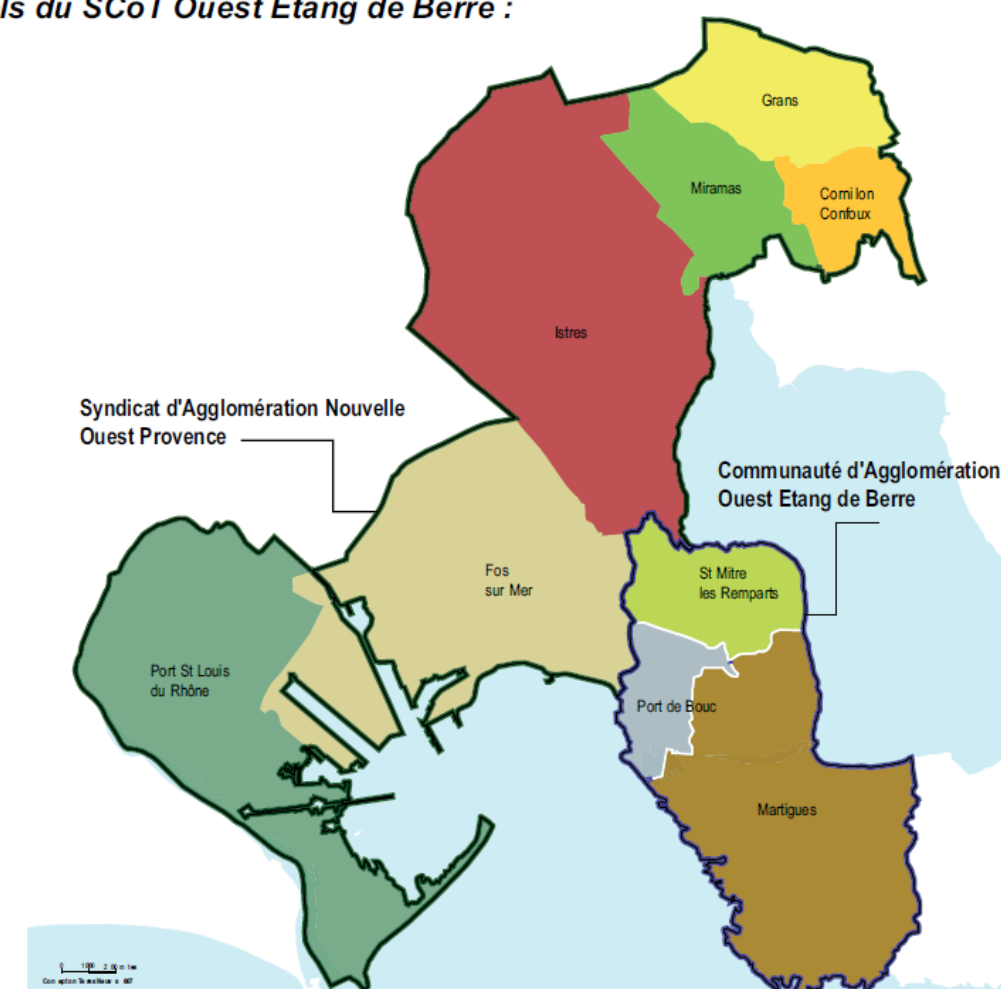 ls du SCoT Ouest Etang de Berre :
Grans
Miramas
Cornilon
Confoux
Istres
Syndicat d'Agglomération Nouvelle
Ouest Provence
Communauté d'Agglomération
Ouest Etang de Berre
Fos
sur Mer
St Mitre
les Remparts
Port St Louis
du Rhône
Port de Bouc
Martigues
0